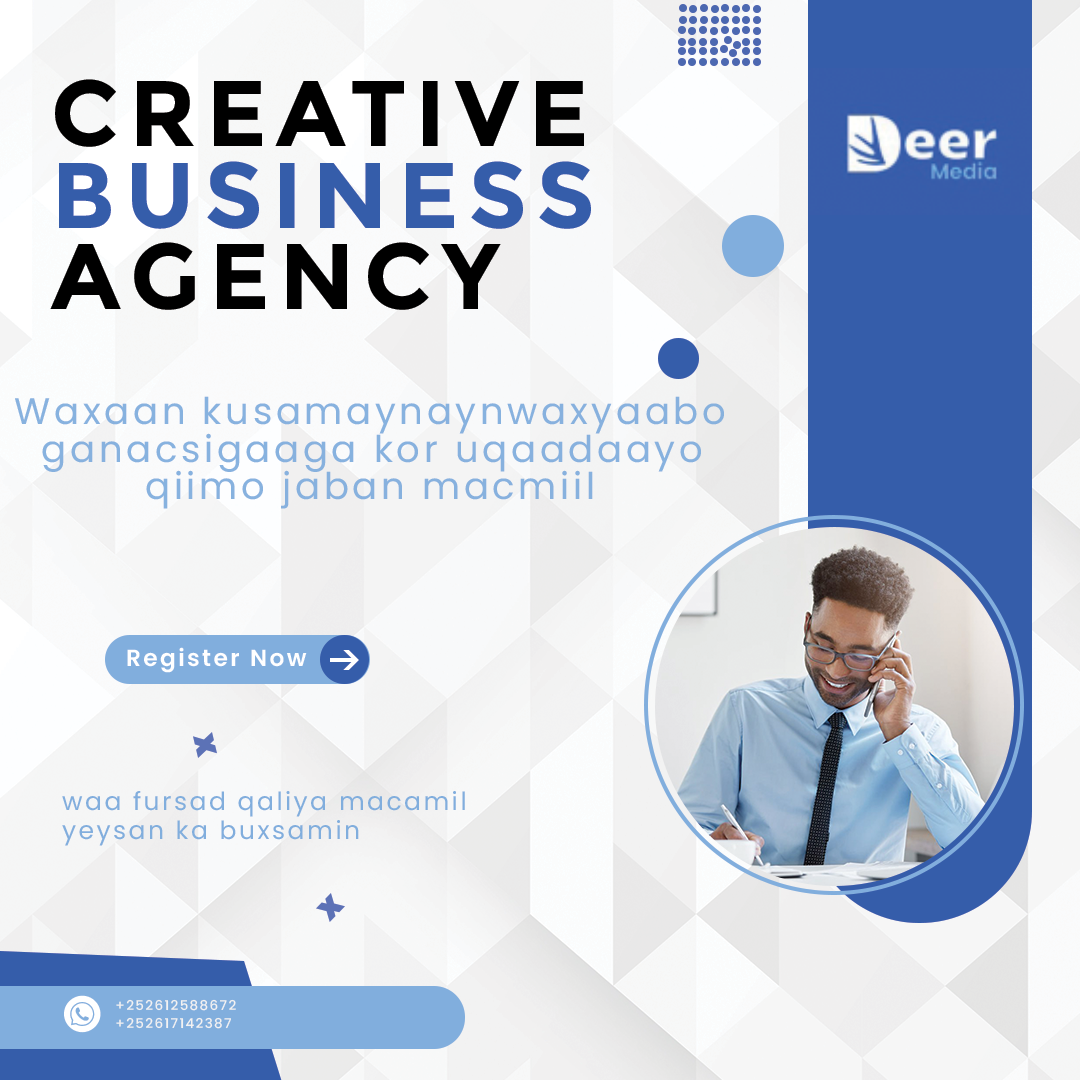 CREATIVE
BUSINESS
AGENCY
Deer
Media
Waxaan kusamaynaynwaxyaabo
ganacsigaaga kor uqaadaayo
qiimo jaban macmiil
Register Now
waa fursad qaliya macamil
yeysan ka buxsamin
+252612588672
+252617142387